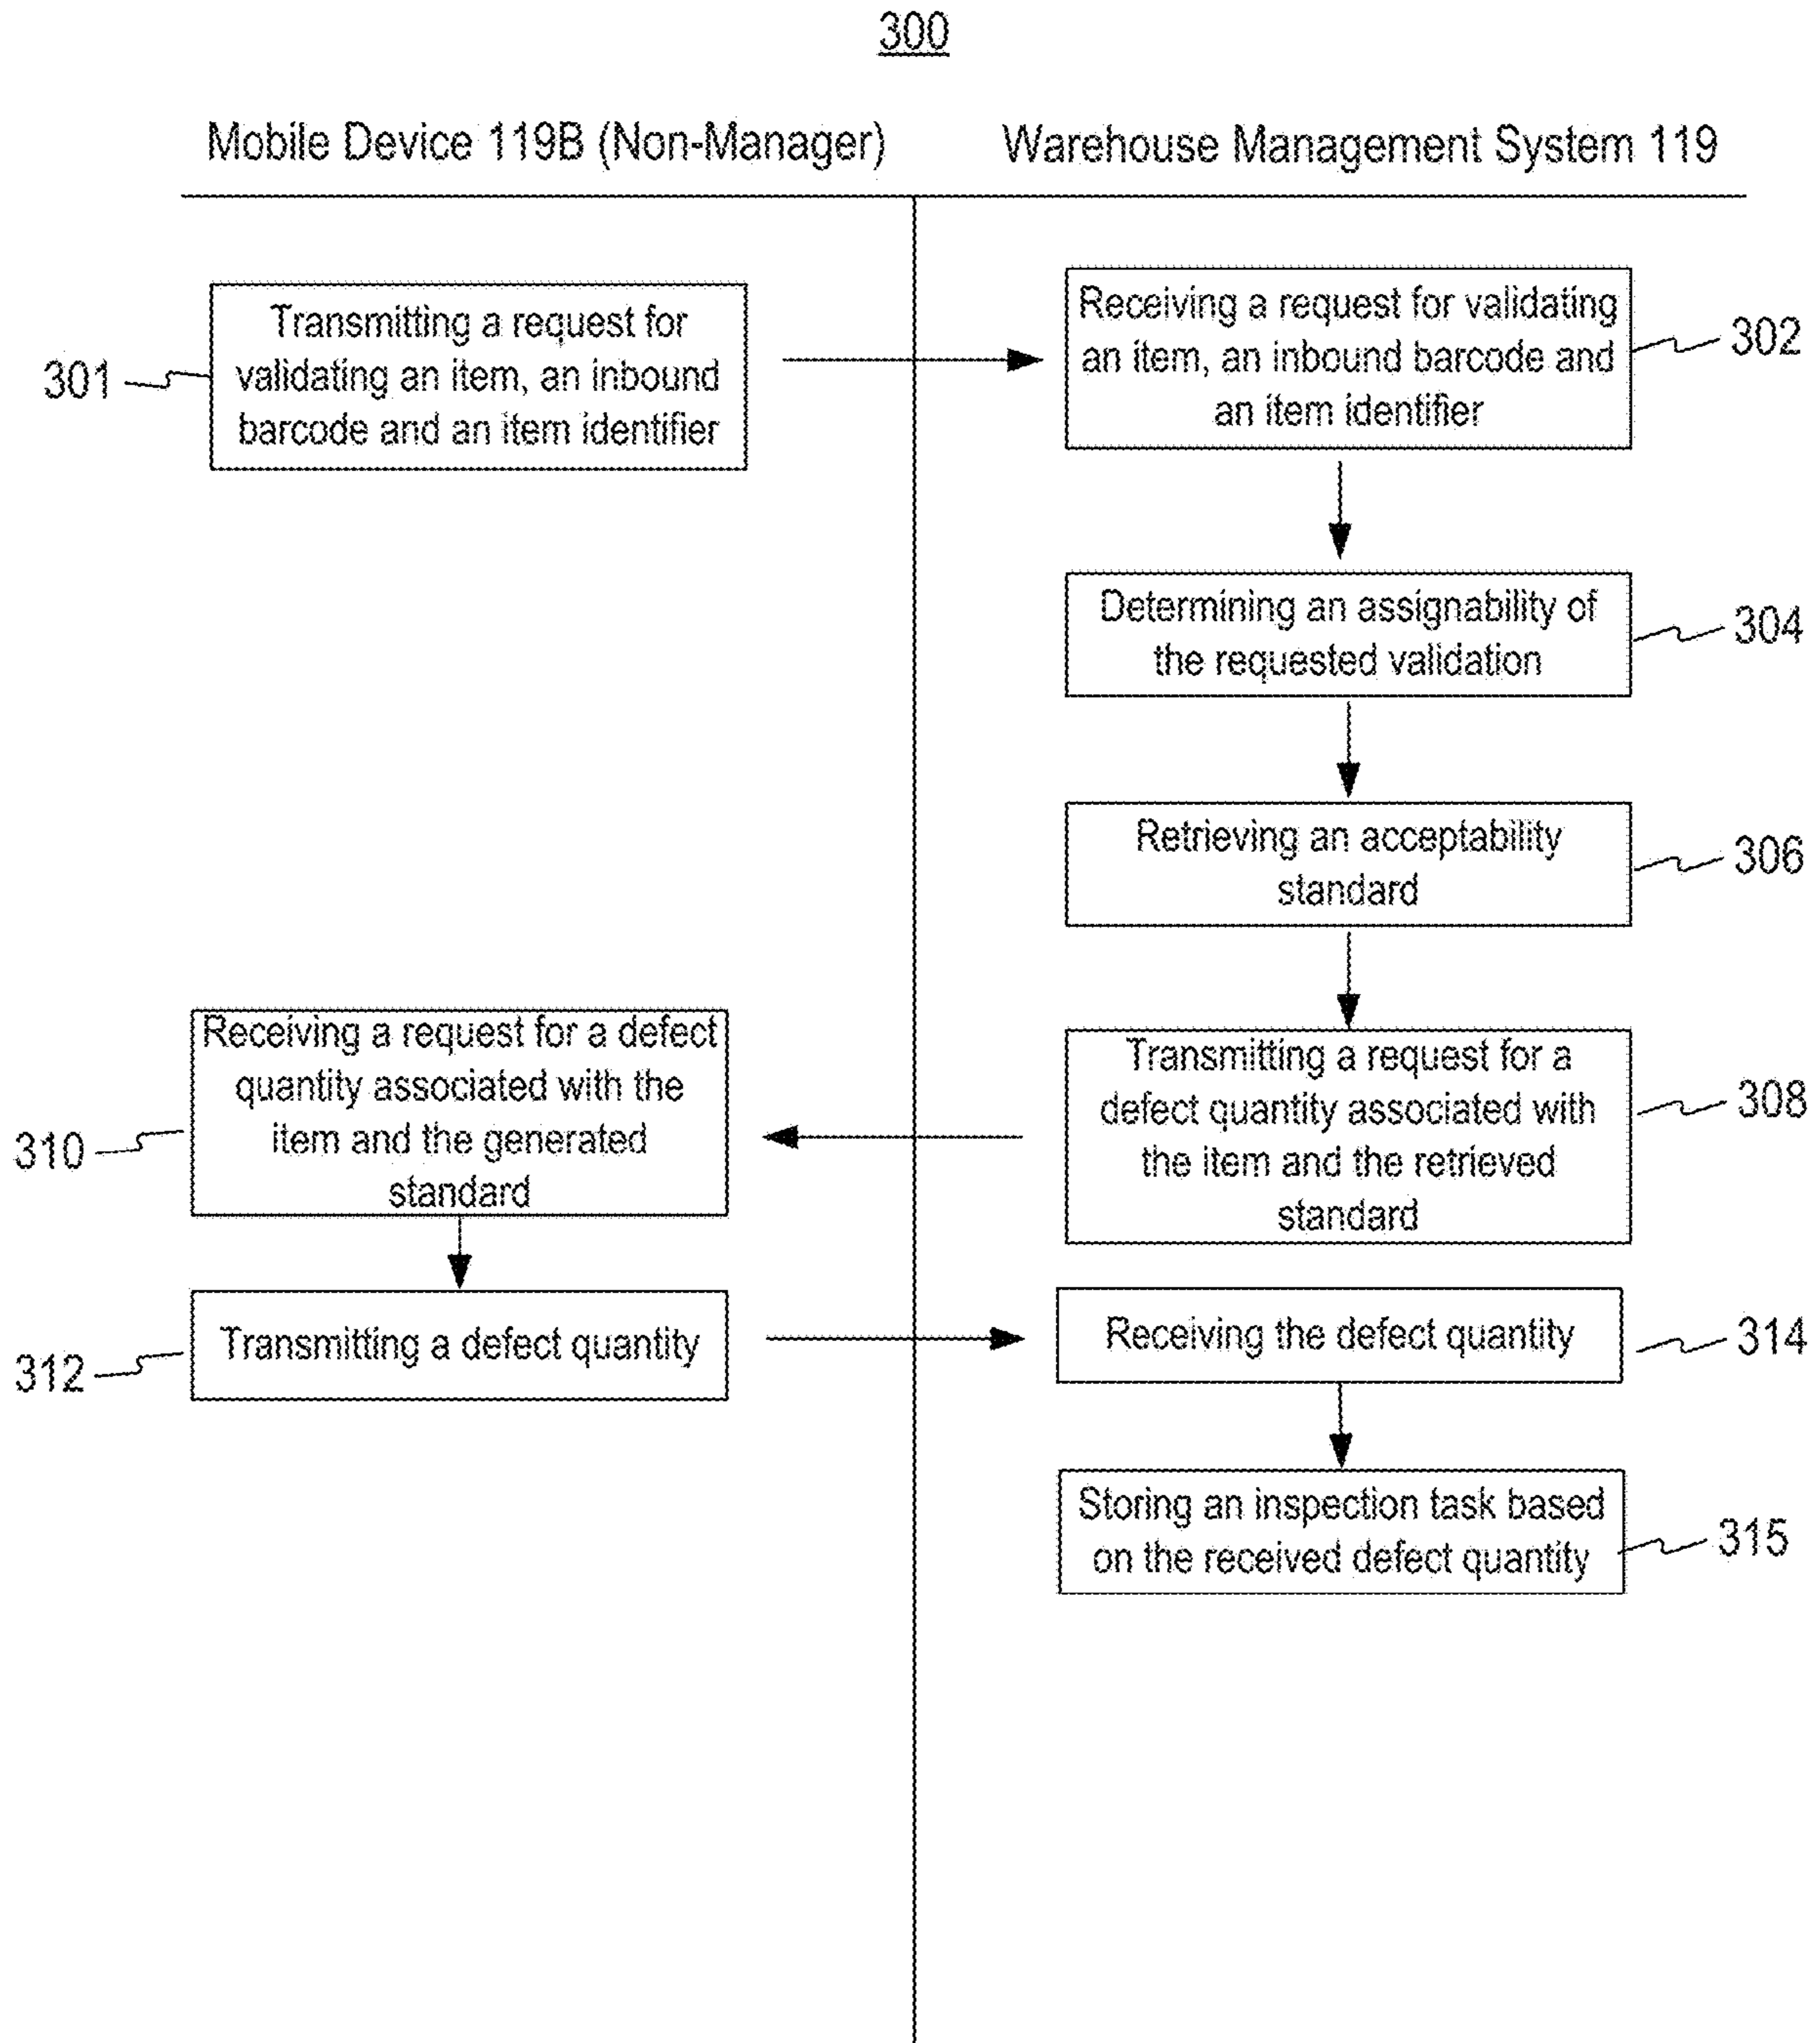 300
Mobile Device 119B (Non-Manager)
Warehouse Management System 119
Transmitting a request for
validating an item, an inbound
barcode and an item identifier
301
Receiving a request for validating
an item, an inbound barcode and
an item identifier
302
Determining an assignability of
the requested validation
304
Retrieving an acceptability
standard
306
Transmitting a request for a
defect quantity associated with
the item and the retrieved
standard
308
Receiving a request for a defect
quantity associated with the
item and the generated
standard
310
Transmitting a defect quantity
312
Receiving the defect quantity
314
Storing an inspection task based
on the received defect quantity
315